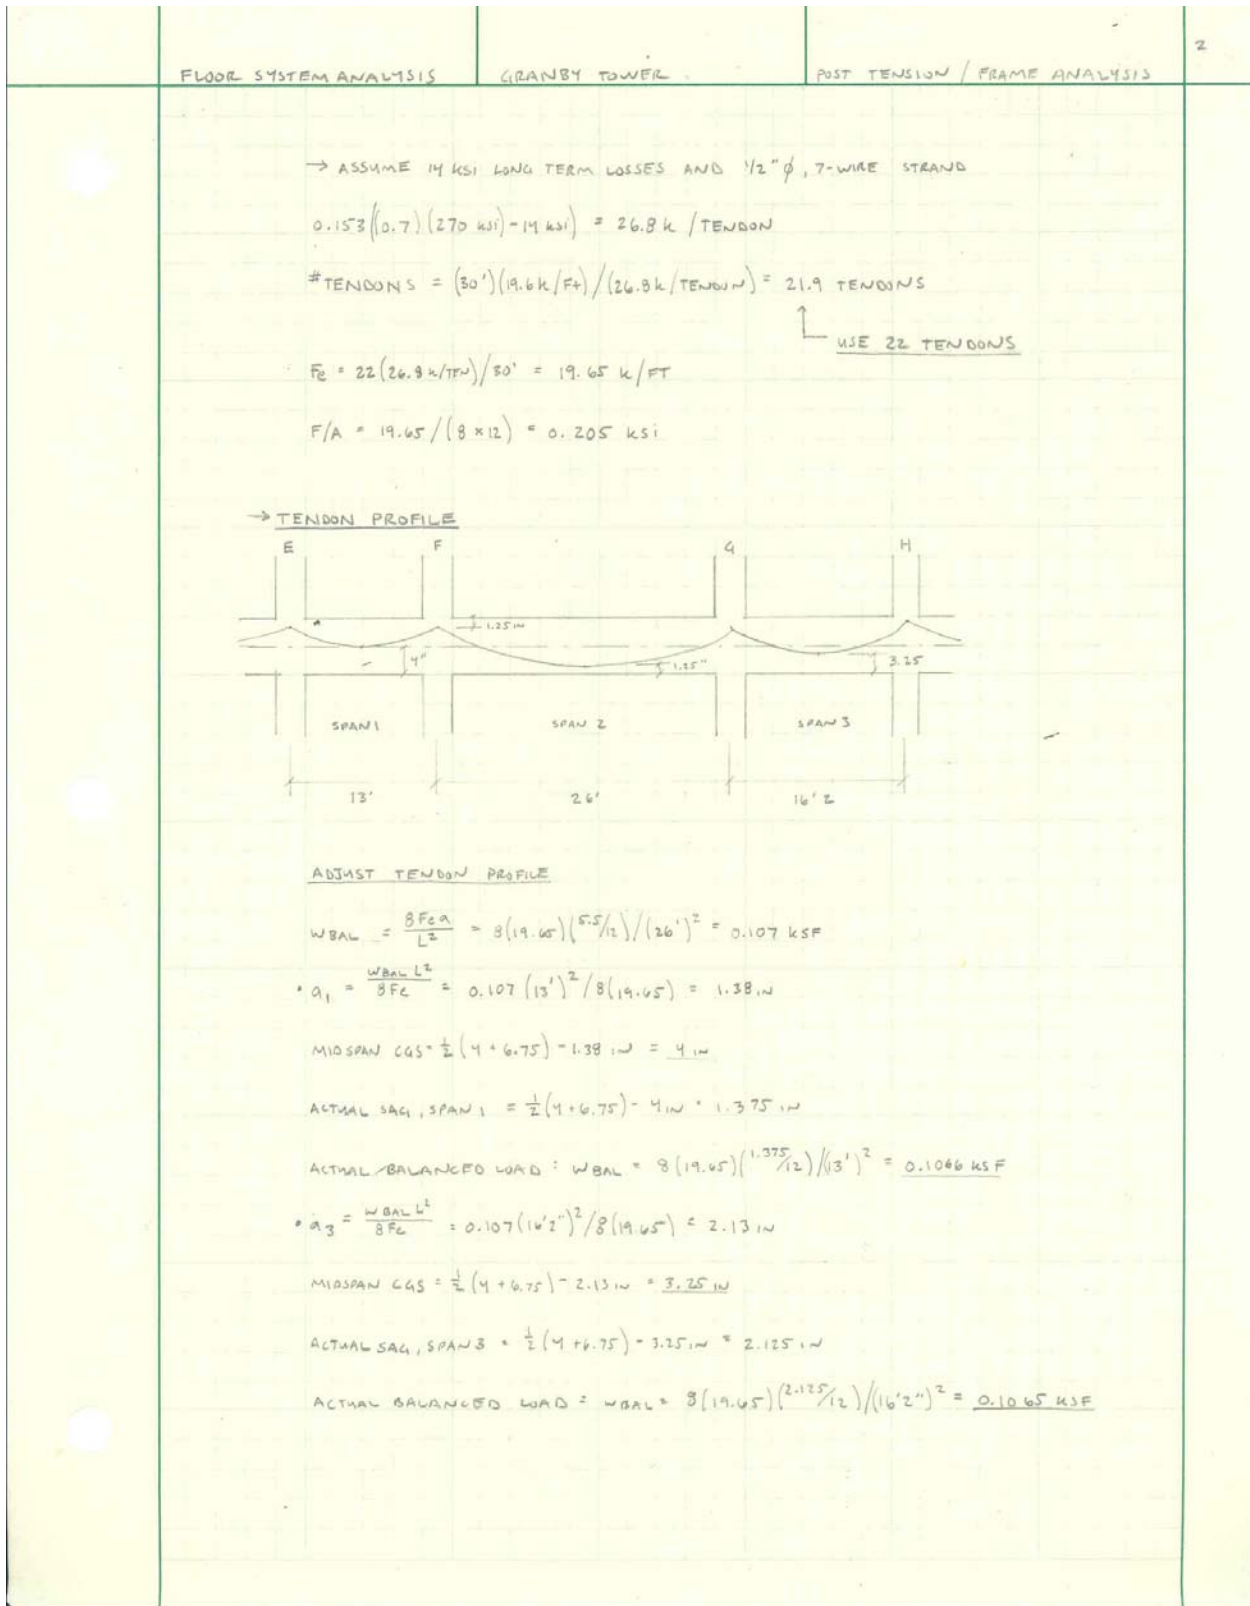 2
FLOOR SYSTEM ANALYSIS GRANBY TOWER POST TENSION / FRAME ANALYSIS
→ ASSUME 14 KSI LONG TERM LOSSES AND 1/2" φ, 7-WIRE STRAND
0.153((0.7)(270 ksi) - 14 ksi) = 26.8 k /TENDON
# TENDONS = (30')(19.6 k/Ft)/(26.8 k/TENDON) = 21.9 TENDONS
USE 22 TENDONS
Fe = 22(26.8 k/TEN)/30' = 19.65 k/FT
F/A = 19.65/(8 × 12) = 0.205 ksi
→ TENDON PROFILE
E F G H
1.25 IN
4" 1.25" 3.25
SPAN 1 SPAN 2 SPAN 3
13' 26' 16'2
ADJUST TENDON PROFILE
WBAL = 8Fea/L² = 8(19.65)(5.5/12)/(26')² = 0.107 KSF
• a₁ = WBAL L²/8Fe = 0.107(13')²/8(19.65) = 1.38 IN
MIDSPAN CGS = 1/2(4 + 6.75) - 1.38 IN = 4 IN
ACTUAL SAG, SPAN 1 = 1/2(4 + 6.75) - 4 IN = 1.375 IN
ACTUAL BALANCED LOAD : WBAL = 8(19.65)(1.375/12)/(13')² = 0.1066 KSF
• a₃ = WBAL L²/8Fe = 0.107(16'2")²/8(19.65) = 2.13 IN
MIDSPAN CGS = 1/2(4 + 6.75) - 2.13 IN = 3.25 IN
ACTUAL SAG, SPAN 3 = 1/2(4 + 6.75) - 3.25 IN = 2.125 IN
ACTUAL BALANCED LOAD = WBAL = 8(19.65)(2.125/12)/(16'2")² = 0.1065 KSF